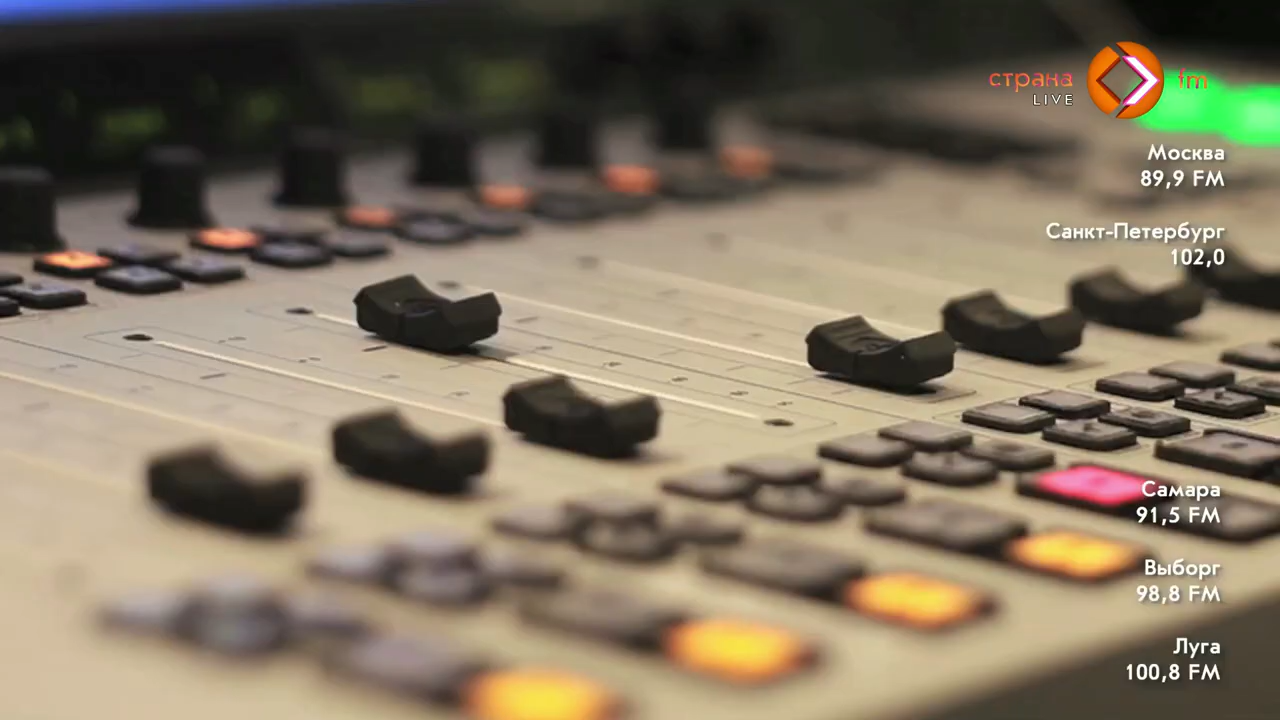 страна fm
LIVE
Москва
89,9 FM
Санкт-Петербург
102,0
Самара
91,5 FM
Выборг
98,8 FM
Луга
100,8 FM